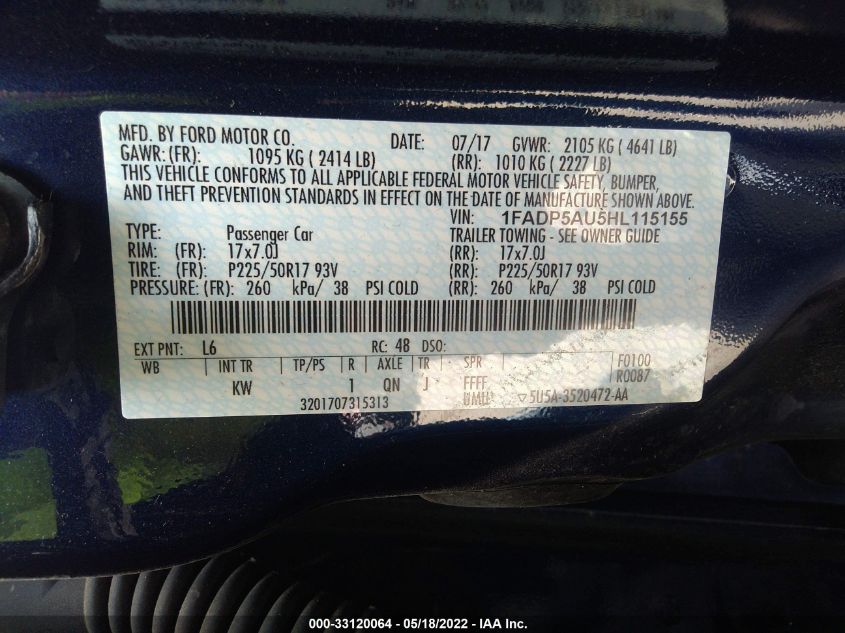 MFD. BY FORD MOTOR CO. DATE: 07/17 GVWR: 2105 KG ( 4641 LB)
GAWR: (FR): 1095 KG ( 2414 LB) (RR): 1010 KG ( 2227 LB)
THIS VEHICLE CONFORMS TO ALL APPLICABLE FEDERAL MOTOR VEHICLE SAFETY, BUMPER,
AND THEFT PREVENTION STANDARDS IN EFFECT ON THE DATE OF MANUFACTURE SHOWN ABOVE.
VIN: 1FADP5AU5HL115155
TYPE: Passenger Car TRAILER TOWING - SEE OWNER GUIDE
RIM: (FR): 17x7.0J (RR): 17x7.0J
TIRE: (FR): P225/50R17 93V (RR): P225/50R17 93V
PRESSURE: (FR): 260 kPa/ 38 PSI COLD (RR): 260 kPa/ 38 PSI COLD
EXT PNT: L6 RC: 48 DSO:
WB INT TR TP/PS R AXLE TR SPR F0100
KW 1 QN J FFFF R0087
3201707315313 UMIU ▽5U5A-3520472-AA
000-33120064 - 05/18/2022 - IAA Inc.